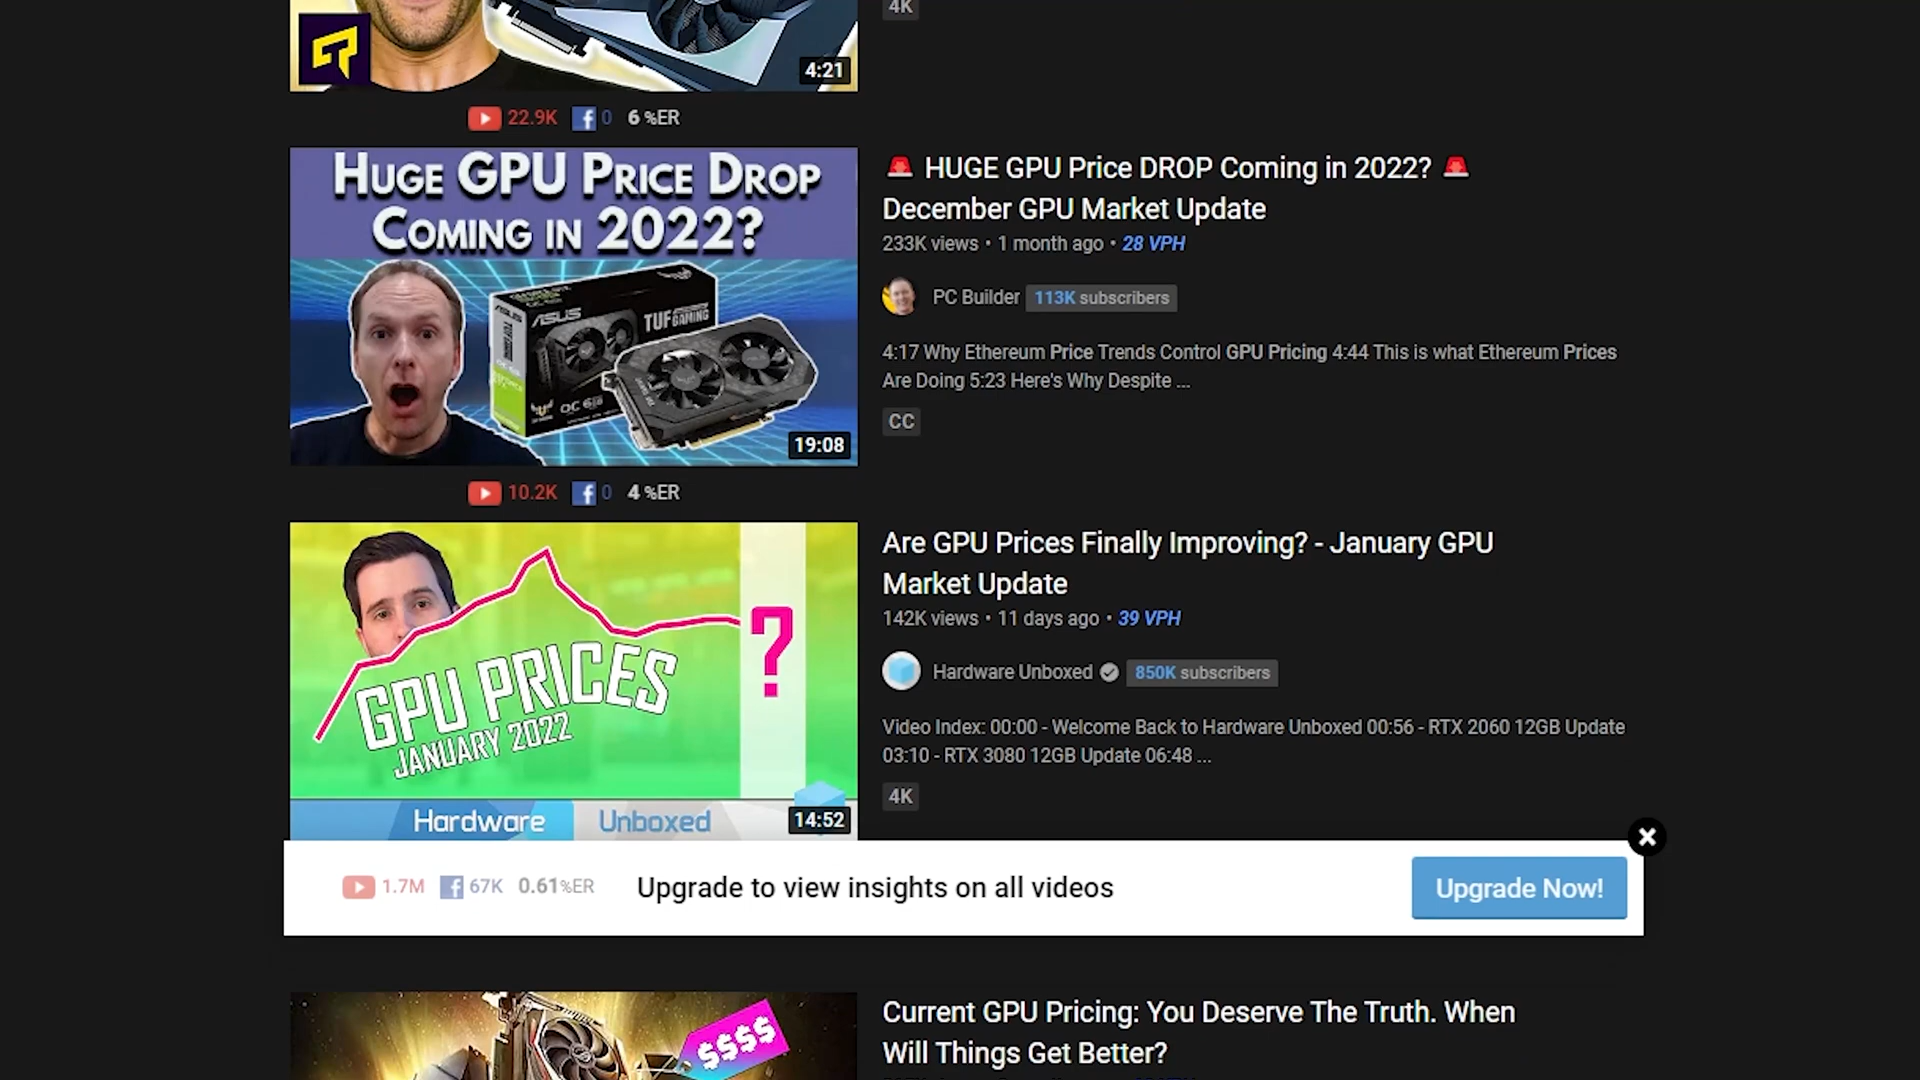 4K
4:21
22.9K 0 6 %ER
HUGE GPU PRICE DROP
COMING IN 2022?
ASUS
TUF GAMING
OC 6GB
19:08
🚨 HUGE GPU Price DROP Coming in 2022? 🚨
December GPU Market Update
233K views • 1 month ago • 28 VPH
PC Builder 113K subscribers
4:17 Why Ethereum Price Trends Control GPU Pricing 4:44 This is what Ethereum Prices
Are Doing 5:23 Here's Why Despite ...
CC
10.2K 0 4 %ER
GPU PRICES
JANUARY 2022
?
Hardware Unboxed
14:52
Are GPU Prices Finally Improving? - January GPU
Market Update
142K views • 11 days ago • 39 VPH
Hardware Unboxed 850K subscribers
Video Index: 00:00 - Welcome Back to Hardware Unboxed 00:56 - RTX 2060 12GB Update
03:10 - RTX 3080 12GB Update 06:48 ...
4K
1.7M 67K 0.61%ER Upgrade to view insights on all videos Upgrade Now!
$$$$
Current GPU Pricing: You Deserve The Truth. When
Will Things Get Better?